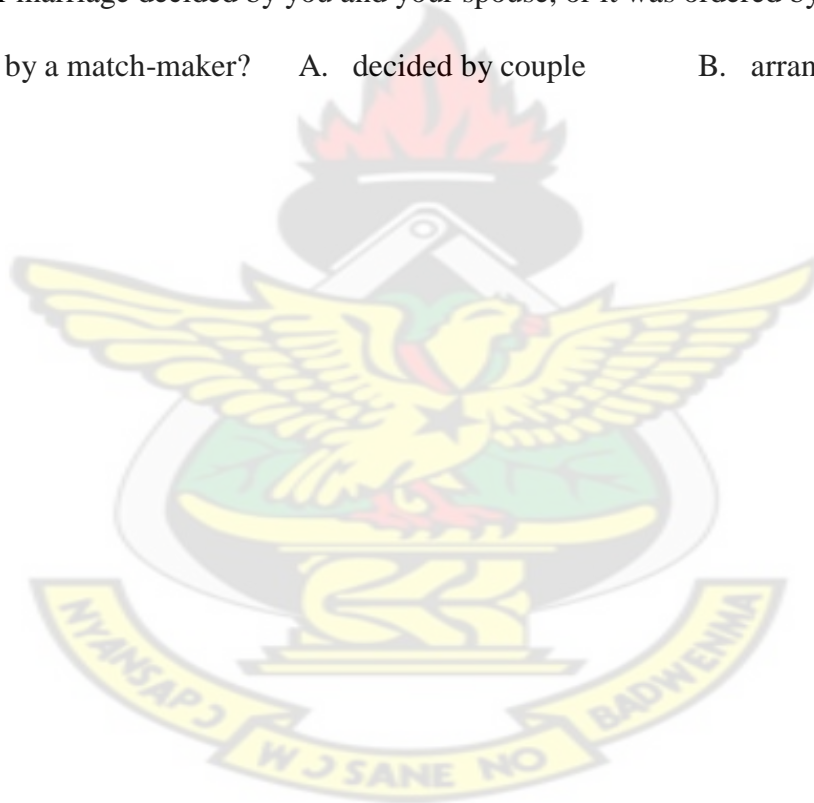 marriage decided by you and your spouse, or it was ordered by
by a match-maker? A. decided by couple B. arran
NYANSAPƆ WƆSANE NO BADWENMA